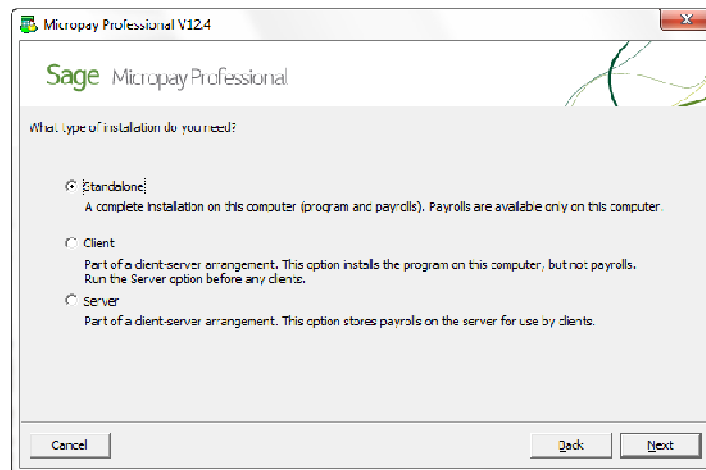 Micropay Professional V12.4
Sage Micropay Professional
What type of instalation do you need?
Standalone
A complete installation on this computer (program and payrolls). Payrolls are available only on this computer.
Client
Part of a client-server arrangement. This option installs the program on this computer, but not payrolls.
Run the Server option before any clients.
Server
Part of a client-server arrangement. This option stores payrols on the server for use by clients.
Cancel Back Next